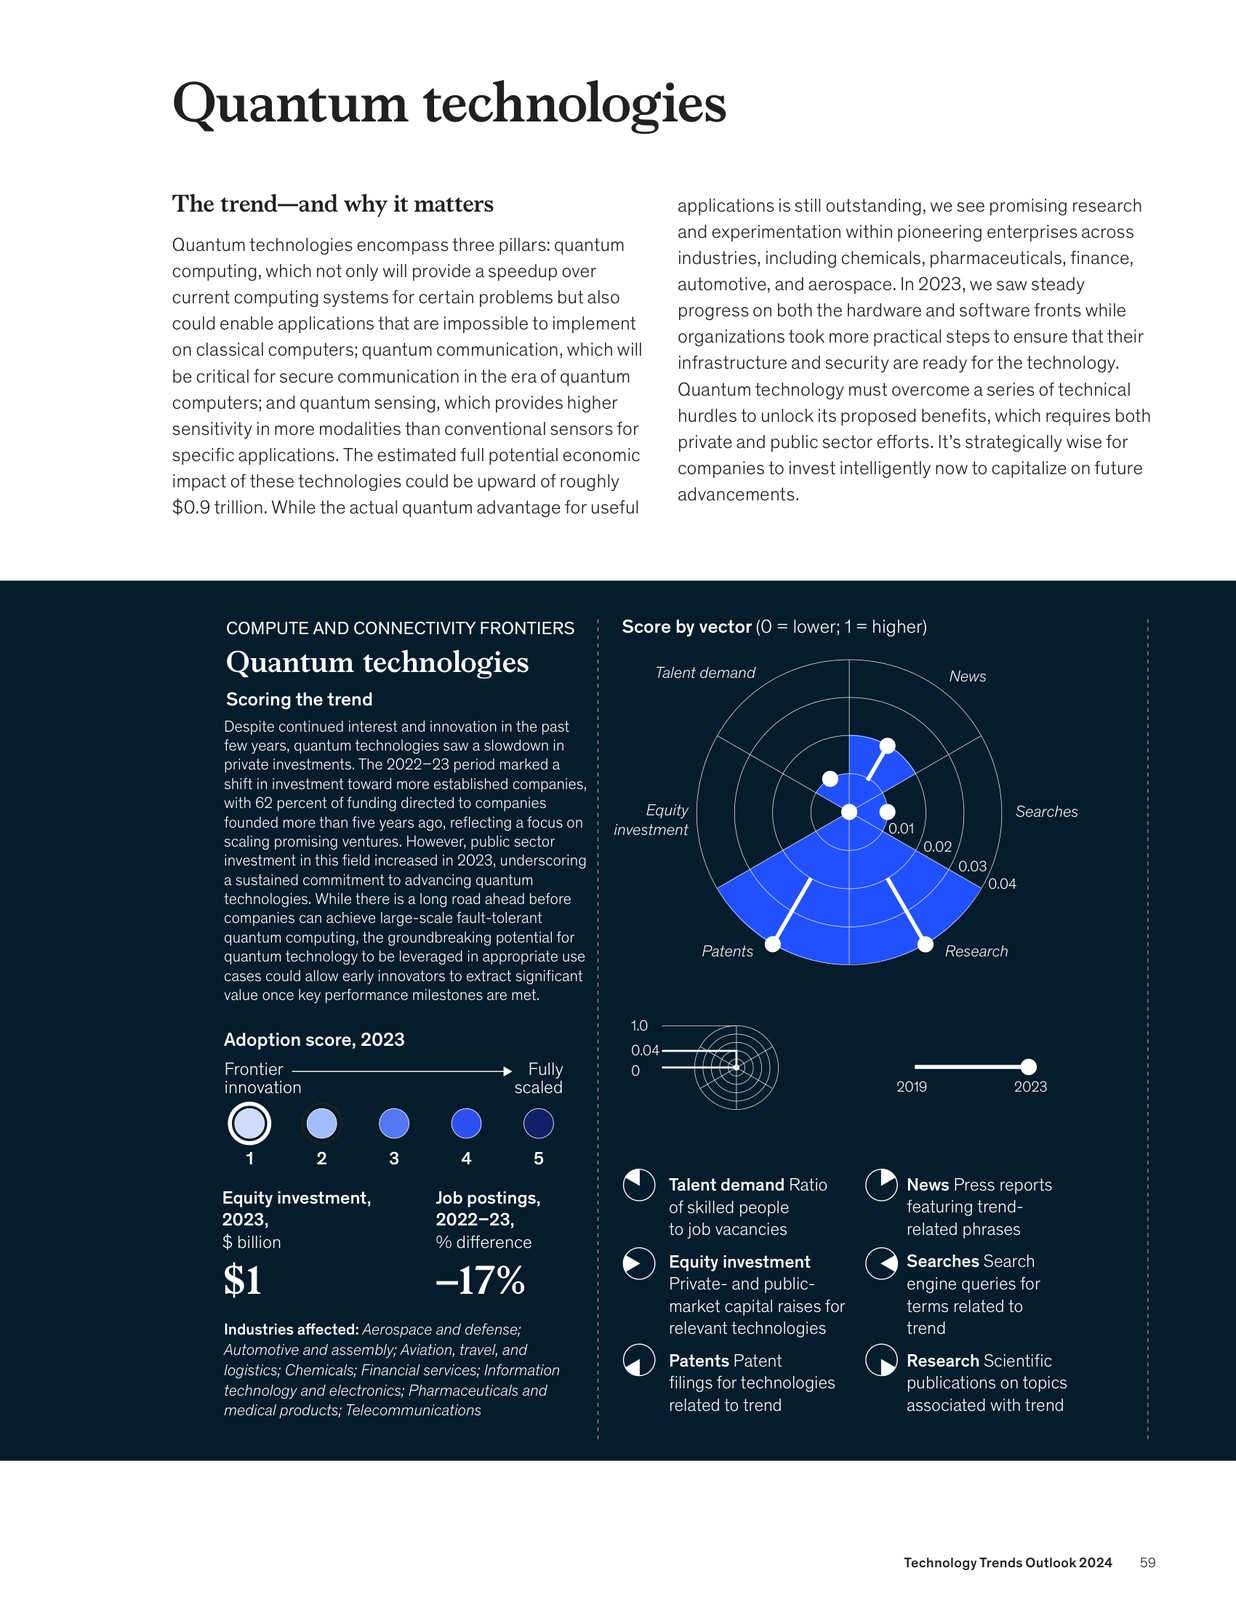 Quantum technologies
The trend—and why it matters
Quantum technologies encompass three pillars: quantum
computing, which not only will provide a speedup over
current computing systems for certain problems but also
could enable applications that are impossible to implement
on classical computers; quantum communication, which will
be critical for secure communication in the era of quantum
computers; and quantum sensing, which provides higher
sensitivity in more modalities than conventional sensors for
specific applications. The estimated full potential economic
impact of these technologies could be upward of roughly
$0.9 trillion. While the actual quantum advantage for useful
applications is still outstanding, we see promising research
and experimentation within pioneering enterprises across
industries, including chemicals, pharmaceuticals, finance,
automotive, and aerospace. In 2023, we saw steady
progress on both the hardware and software fronts while
organizations took more practical steps to ensure that their
infrastructure and security are ready for the technology.
Quantum technology must overcome a series of technical
hurdles to unlock its proposed benefits, which requires both
private and public sector efforts. It's strategically wise for
companies to invest intelligently now to capitalize on future
advancements.
COMPUTE AND CONNECTIVITY FRONTIERS
Quantum technologies
Scoring the trend
Despite continued interest and innovation in the past
few years, quantum technologies saw a slowdown in
private investments. The 2022–23 period marked a
shift in investment toward more established companies,
with 62 percent of funding directed to companies
founded more than five years ago, reflecting a focus on
scaling promising ventures. However, public sector
investment in this field increased in 2023, underscoring
a sustained commitment to advancing quantum
technologies. While there is a long road ahead before
companies can achieve large-scale fault-tolerant
quantum computing, the groundbreaking potential for
quantum technology to be leveraged in appropriate use
cases could allow early innovators to extract significant
value once key performance milestones are met.
Adoption score, 2023
Frontier
innovation
Fully
scaled
1 2 3 4 5
Equity investment,
2023,
$ billion
$1
Job postings,
2022–23,
% difference
–17%
Industries affected: Aerospace and defense;
Automotive and assembly; Aviation, travel, and
logistics; Chemicals; Financial services; Information
technology and electronics; Pharmaceuticals and
medical products; Telecommunications
Score by vector (0 = lower; 1 = higher)
Talent demand
News
Equity
investment
Searches
0.01
0.02
0.03
0.04
Patents
Research
1.0
0.04
0
2019 2023
Talent demand Ratio
of skilled people
to job vacancies
Equity investment
Private- and public-
market capital raises for
relevant technologies
Patents Patent
filings for technologies
related to trend
News Press reports
featuring trend-
related phrases
Searches Search
engine queries for
terms related to
trend
Research Scientific
publications on topics
associated with trend
Technology Trends Outlook 2024 59